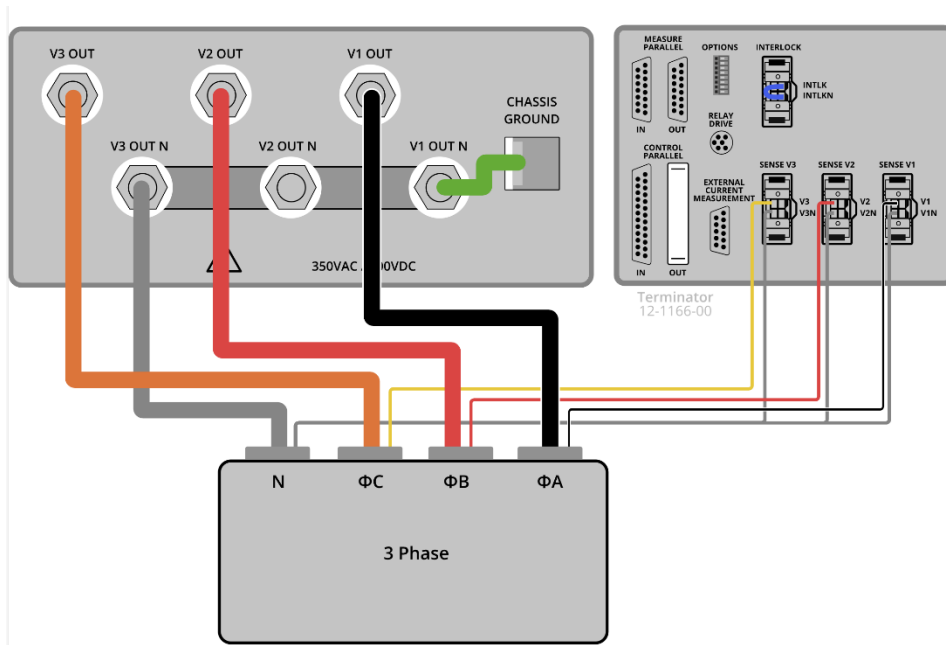 V3 OUT
V2 OUT
V1 OUT
CHASSIS
GROUND
V3 OUT N
V2 OUT N
V1 OUT N
350VAC
00VDC
MEASURE
PARALLEL
OPTIONS
INTERLOCK
INTLK
INTLKN
IN
OUT
RELAY
DRIVE
CONTROL
PARALLEL
SENSE V3
SENSE V2
SENSE V1
EXTERNAL
CURRENT
MEASUREMENT
V3
V3N
V2
V2N
V1
V1N
IN
OUT
Terminator
12-1166-00
N
ΦC
ΦB
ΦA
3 Phase